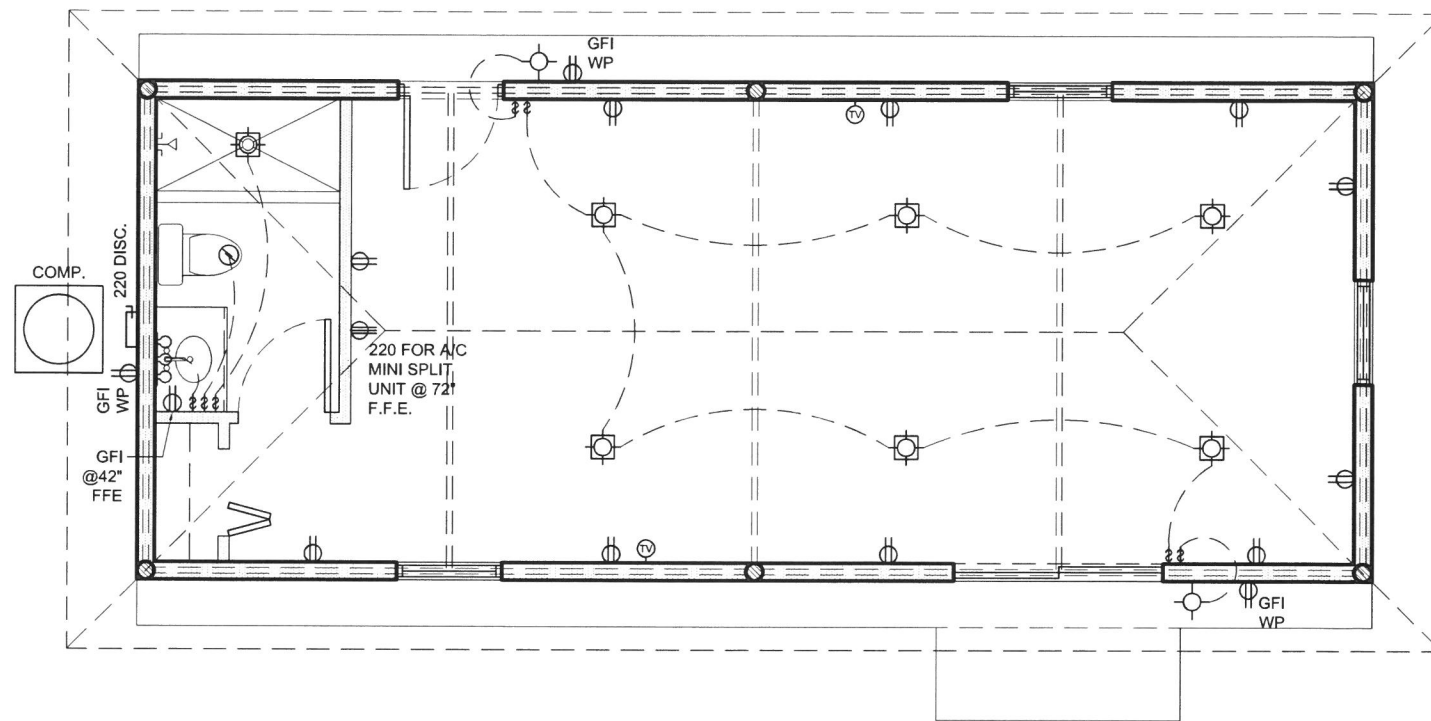 GFI
WP
TV
220 DISC.
COMP.
220 FOR A/C
MINI SPLIT
UNIT @ 72"
F.F.E.
GFI
WP
GFI
@42"
FFE
TV
GFI
WP